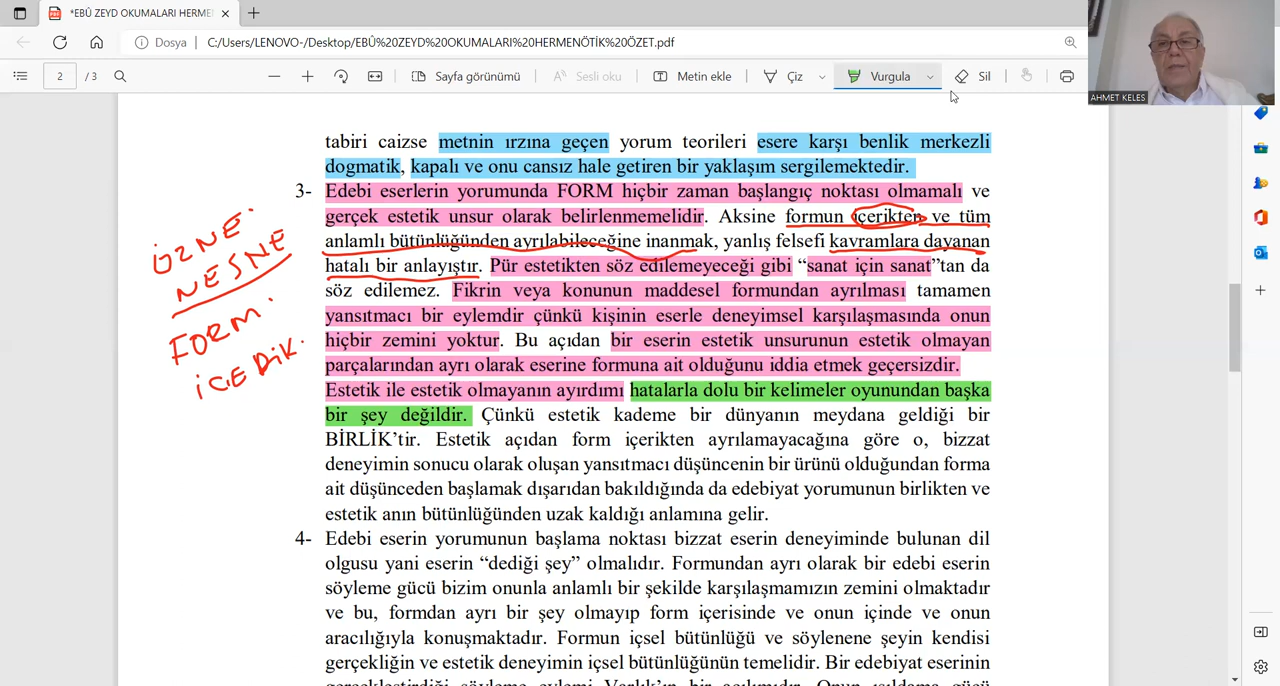 *EBÛ ZEYD OKUMALARI HERME
Dosya
C:/Users/LENOVO-/Desktop/EBÛ%20ZEYD%20OKUMALARI%20HERMENÖTİK%20ÖZET.pdf
2 / 3
Sayfa görünümü
Sesli oku
Metin ekle
Çiz
Vurgula
Sil
AHMET KELES
tabiri caizse metnin ırzına geçen yorum teorileri esere karşı benlik merkezli
dogmatik, kapalı ve onu cansız hale getiren bir yaklaşım sergilemektedir.
3- Edebi eserlerin yorumunda FORM hiçbir zaman başlangıç noktası olmamalı ve
gerçek estetik unsur olarak belirlenmemelidir. Aksine formun içerikten ve tüm
anlamlı bütünlüğünden ayrılabileceğine inanmak, yanlış felsefi kavramlara dayanan
hatalı bir anlayıştır. Pür estetikten söz edilemeyeceği gibi “sanat için sanat”tan da
söz edilemez. Fikrin veya konunun maddesel formundan ayrılması tamamen
yansıtmacı bir eylemdir çünkü kişinin eserle deneyimsel karşılaşmasında onun
hiçbir zemini yoktur. Bu açıdan bir eserin estetik unsurunun estetik olmayan
parçalarından ayrı olarak eserine formuna ait olduğunu iddia etmek geçersizdir.
Estetik ile estetik olmayanın ayırdımı hatalarla dolu bir kelimeler oyunundan başka
bir şey değildir. Çünkü estetik kademe bir dünyanın meydana geldiği bir
BİRLİK’tir. Estetik açıdan form içerikten ayrılamayacağına göre o, bizzat
deneyimin sonucu olarak oluşan yansıtmacı düşüncenin bir ürünü olduğundan forma
ait düşünceden başlamak dışarıdan bakıldığında da edebiyat yorumunun birlikten ve
estetik anın bütünlüğünden uzak kaldığı anlamına gelir.
4- Edebi eserin yorumunun başlama noktası bizzat eserin deneyiminde bulunan dil
olgusu yani eserin “dediği şey” olmalıdır. Formundan ayrı olarak bir edebi eserin
söyleme gücü bizim onunla anlamlı bir şekilde karşılaşmamızın zemini olmaktadır
ve bu, formdan ayrı bir şey olmayıp form içerisinde ve onun içinde ve onun
aracılığıyla konuşmaktadır. Formun içsel bütünlüğü ve söylenene şeyin kendisi
gerçekliğin ve estetik deneyimin içsel bütünlüğünün temelidir. Bir edebiyat eserinin
gerçekleştirdiği söyleme eylemi Varlık’ın bir açılımıdır. Onun ışıldama gücü
ÖZNE
NESNE
FORM
İÇEDİK